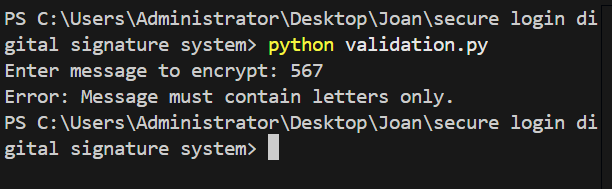 PS C:\Users\Administrator\Desktop\Joan\secure login di
gital signature system> python validation.py
Enter message to encrypt: 567
Error: Message must contain letters only.
PS C:\Users\Administrator\Desktop\Joan\secure login di
gital signature system>